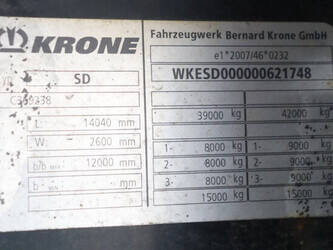 KRONE
Fahrzeugwerk Bernard Krone GmbH
e1*2007/46*0232
SD
WKESD000000621748
L 14040 mm
W: 2600 mm
b/b min 12000 mm
b min mm
39000 kg 42000 kg
1- 8000 kg 1- 9000 kg
2- 8000 kg 2- 9000 kg
3- 8000 kg 3- 9000 kg
15000 kg 15000 kg